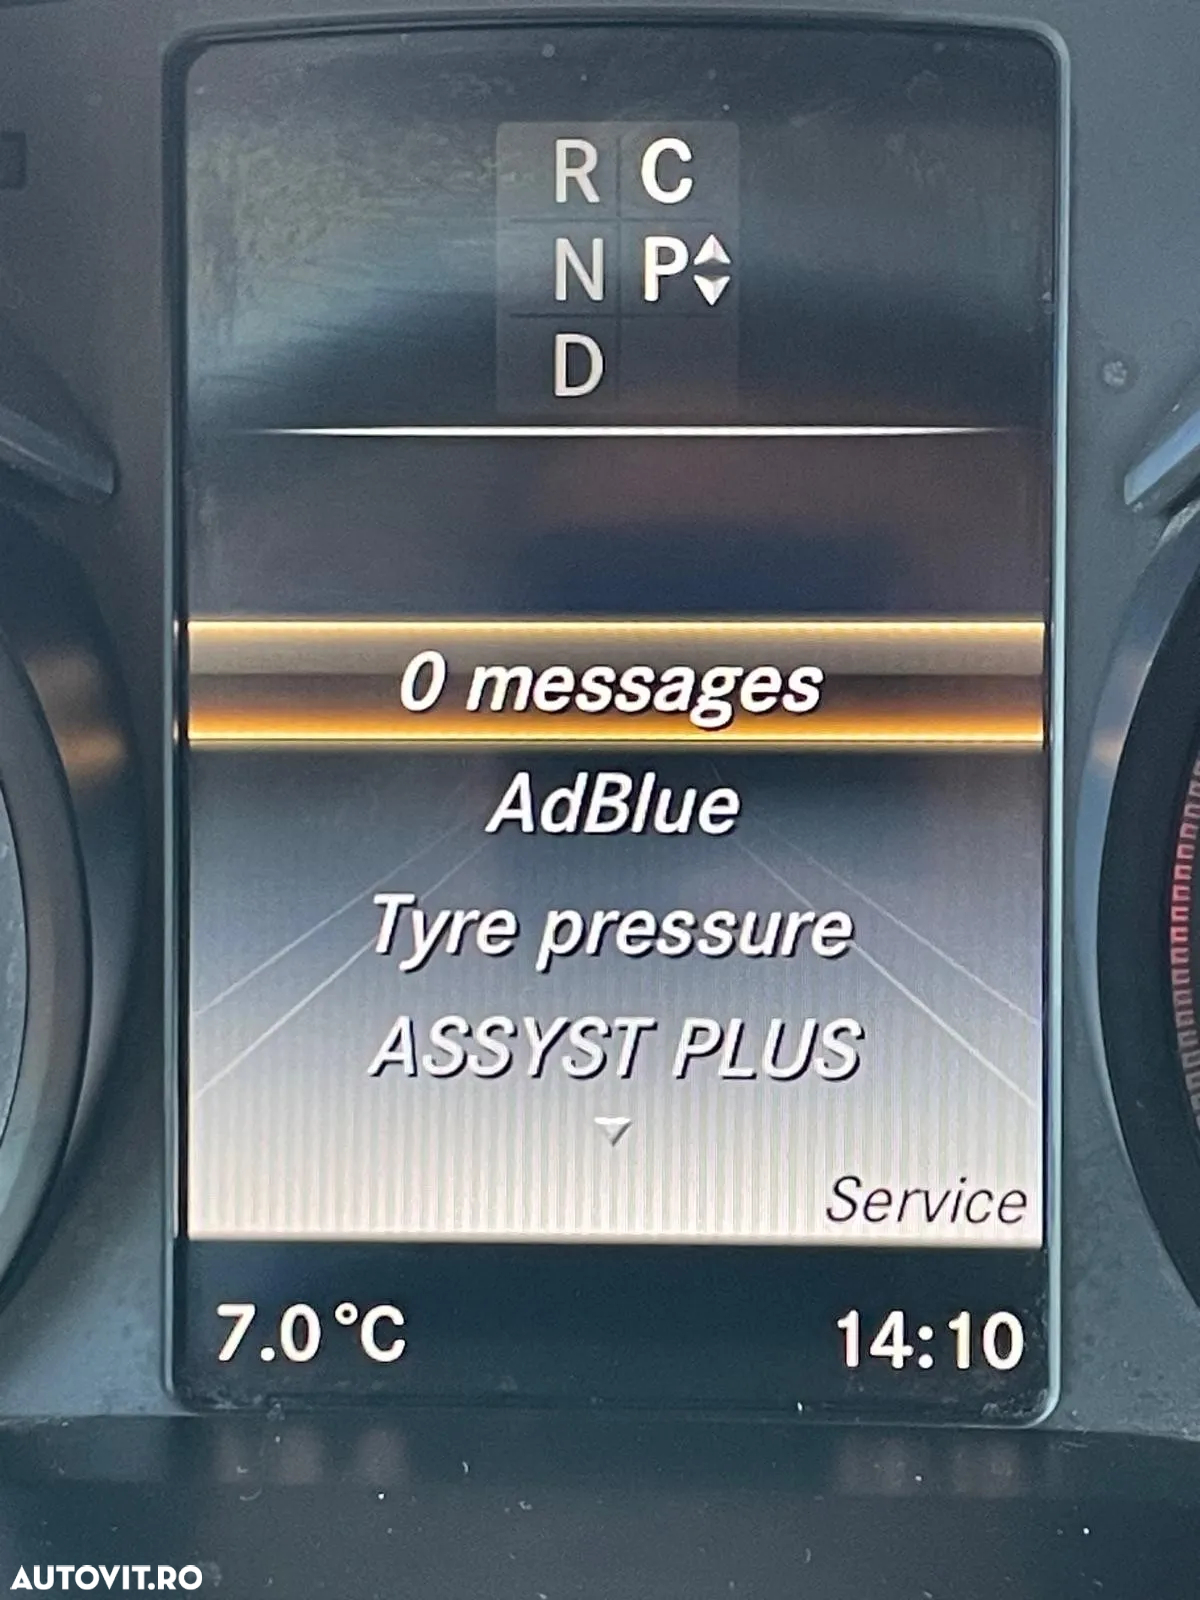 R C
N P
D
0 messages
AdBlue
Tyre pressure
ASSYST PLUS
Service
7.0 °C 14:10
AUTOVIT.RO